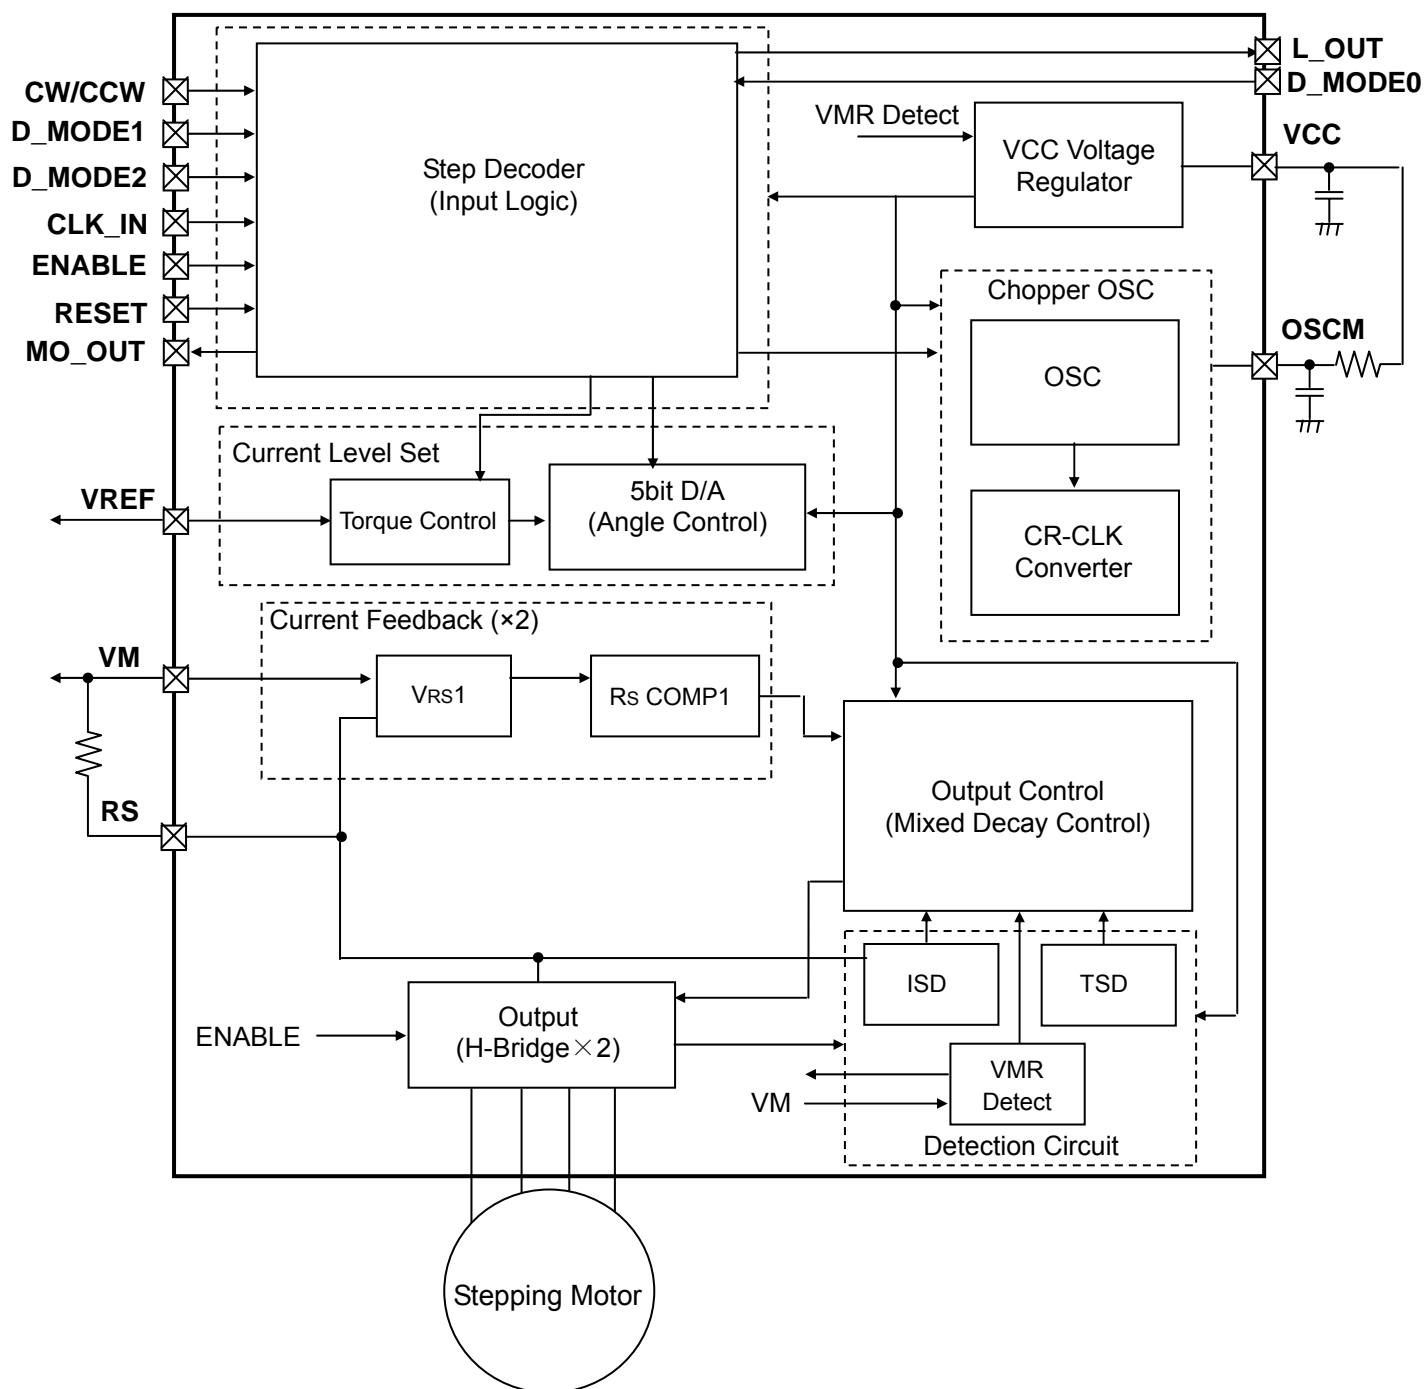 L_OUT
D_MODE0
CW/CCW
D_MODE1
D_MODE2
CLK_IN
ENABLE
RESET
MO_OUT
Step Decoder
(Input Logic)
VMR Detect
VCC Voltage
Regulator
VCC
Chopper OSC
OSC
CR-CLK
Converter
OSCM
Current Level Set
VREF
Torque Control
5bit D/A
(Angle Control)
Current Feedback (×2)
VM
VRS1
RS COMP1
RS
Output Control
(Mixed Decay Control)
ISD
TSD
ENABLE
Output
(H-Bridge×2)
VM
VMR
Detect
Detection Circuit
Stepping Motor